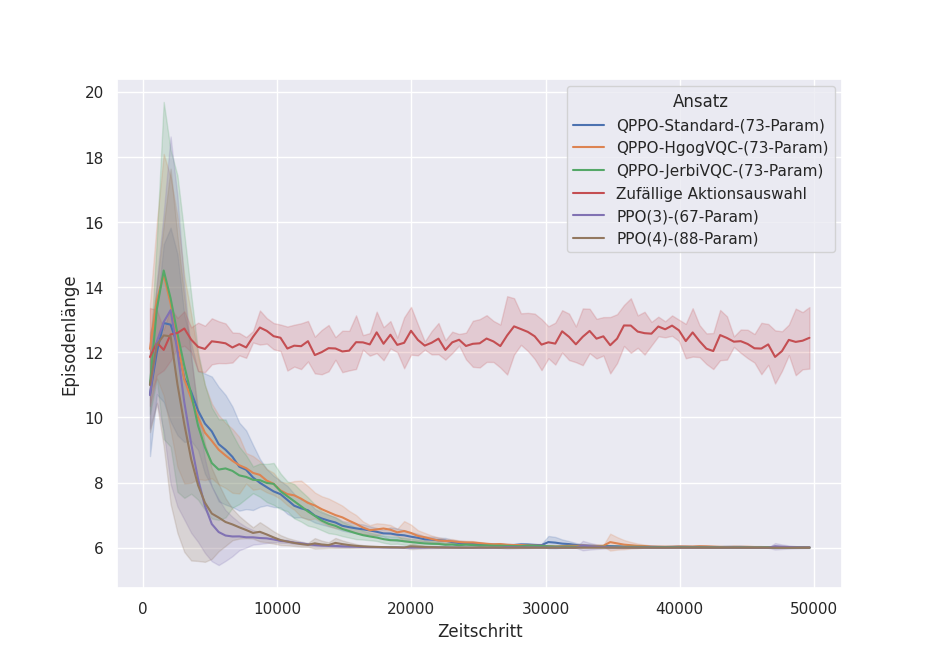 20
18
16
14
12
10
8
6
Episodenlänge
0
10000
20000
30000
40000
50000
Zeitschritt
Ansatz
QPPO-Standard-(73-Param)
QPPO-HgogVQC-(73-Param)
QPPO-JerbiVQC-(73-Param)
Zufällige Aktionsauswahl
PPO(3)-(67-Param)
PPO(4)-(88-Param)